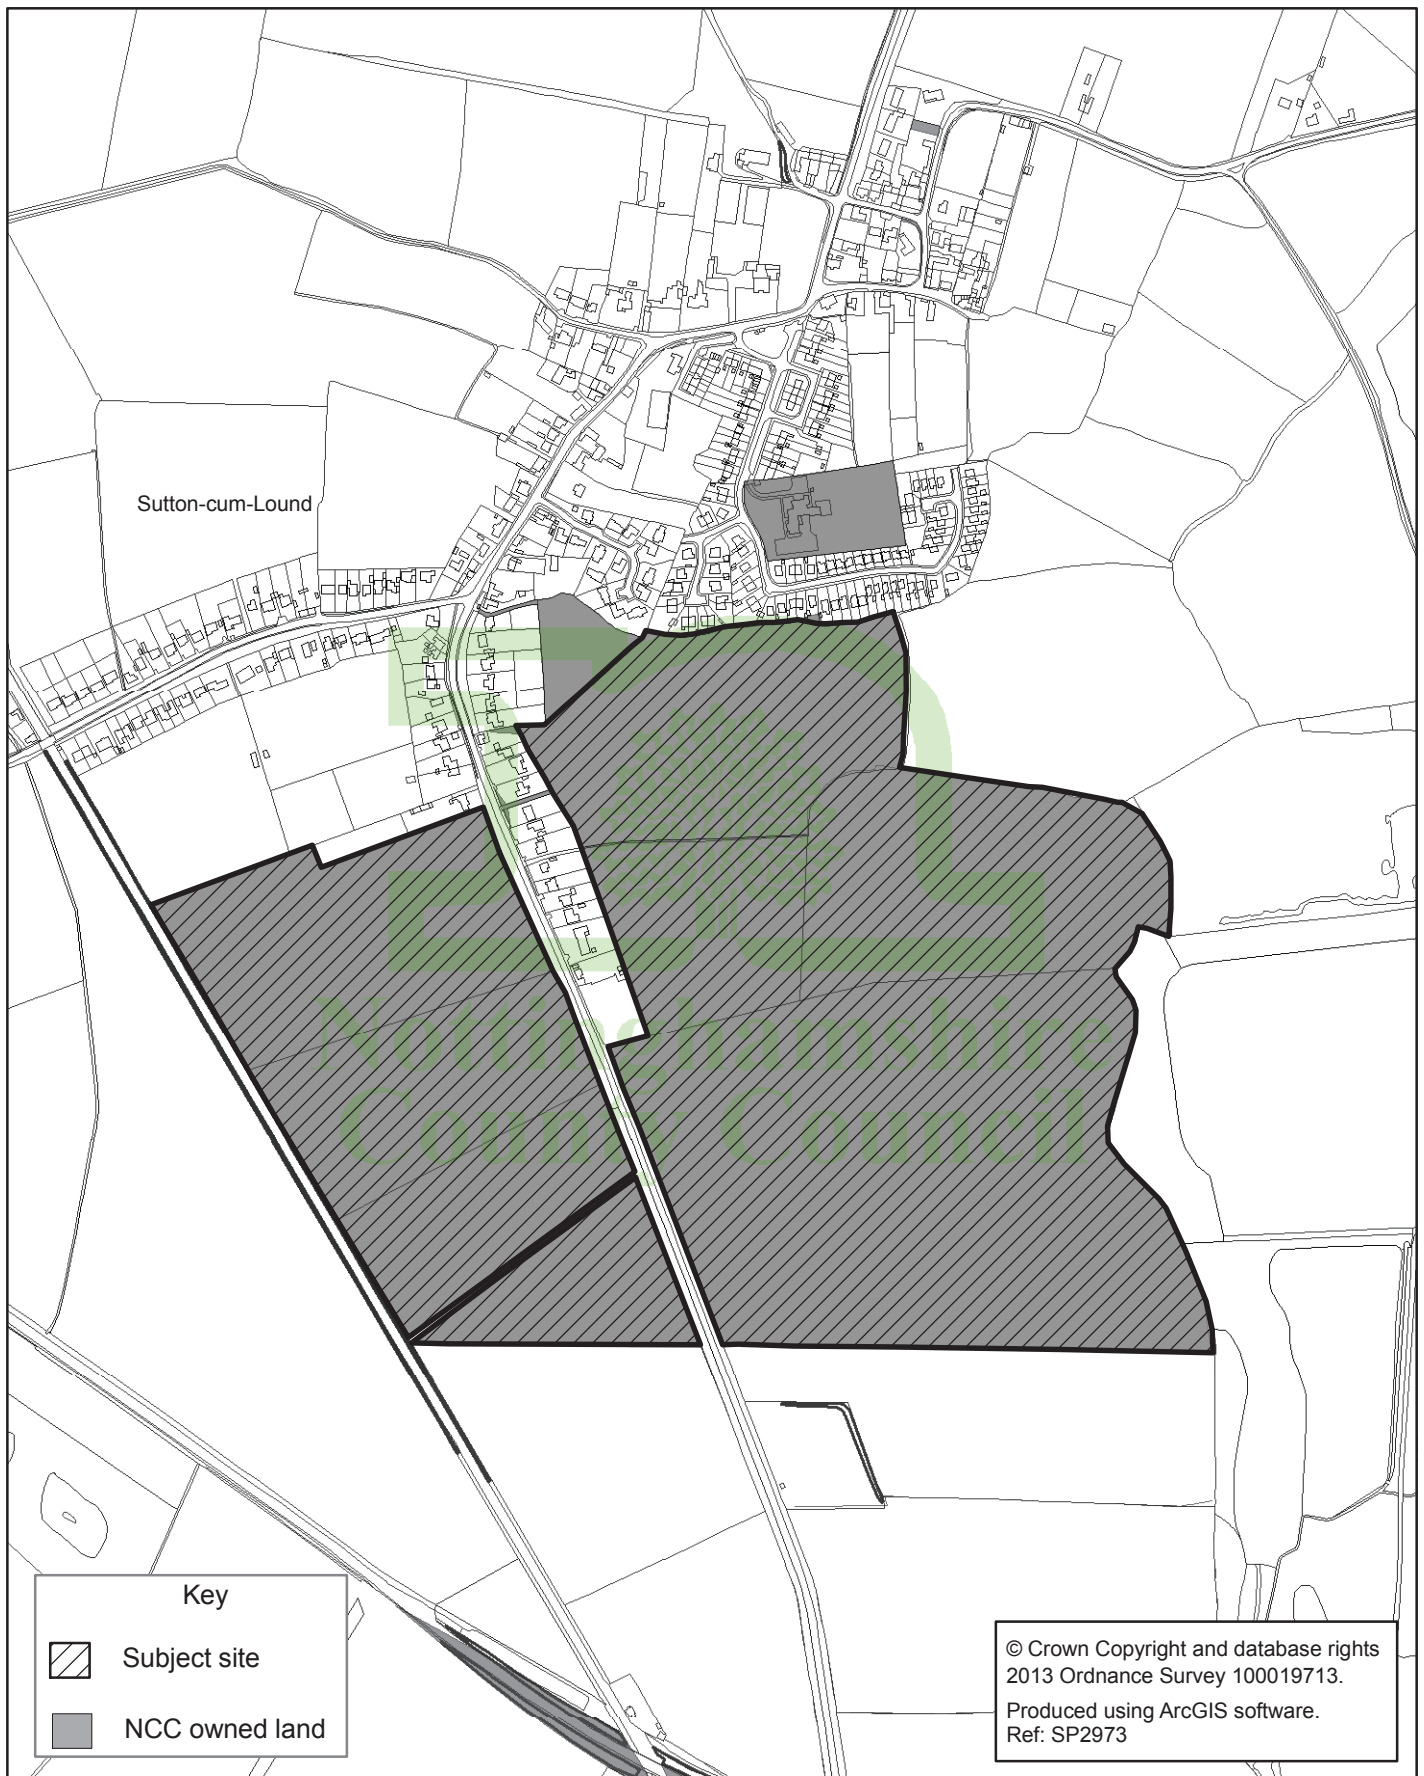 Sutton-cum-Lound
Nottinghamshire
County Council
Key
Subject site
NCC owned land
© Crown Copyright and database rights
2013 Ordnance Survey 100019713.
Produced using ArcGIS software.
Ref: SP2973